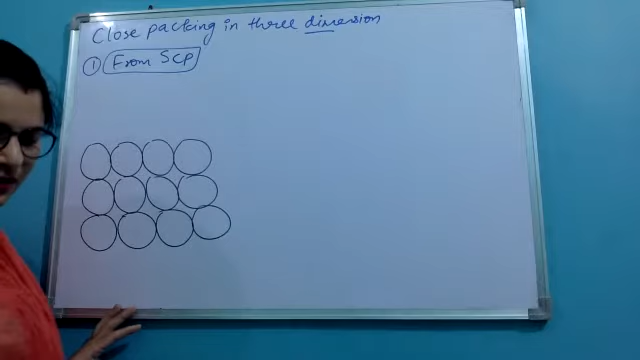 Close packing in three dimension
① From Scp